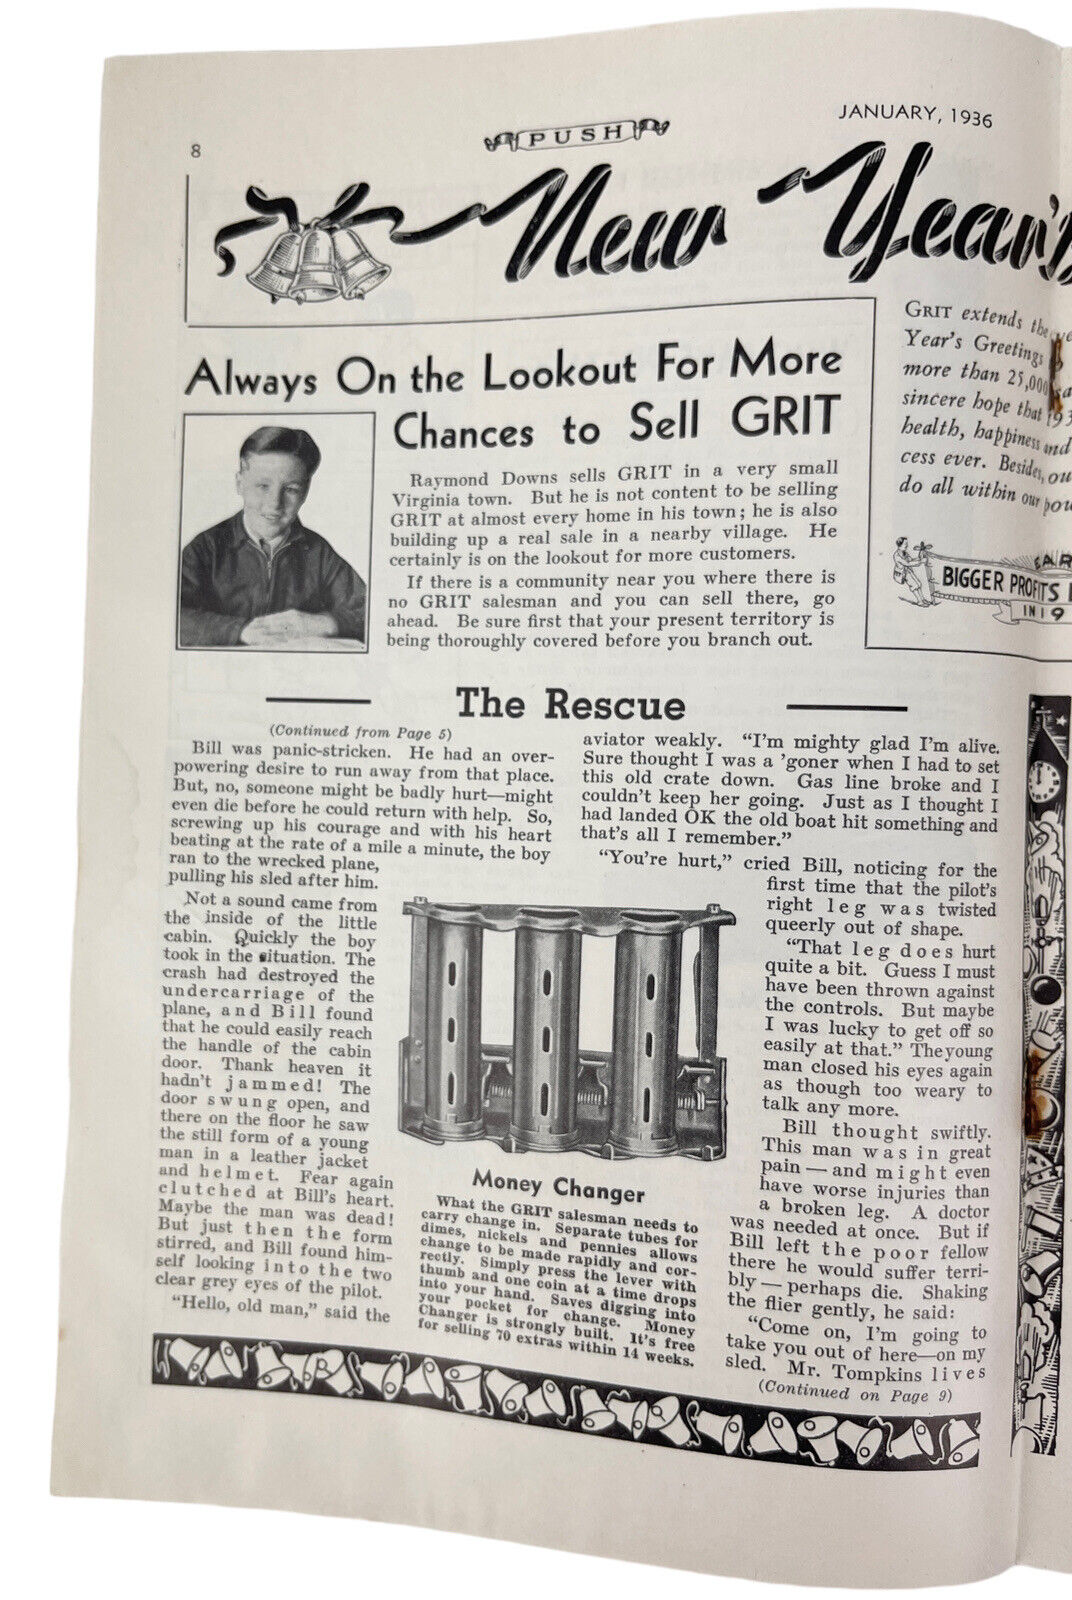 8
PUSH
JANUARY, 1936
New Year's
Always On the Lookout For More
Chances to Sell GRIT
Raymond Downs sells GRIT in a very small
Virginia town. But he is not content to be selling
GRIT at almost every home in his town; he is also
building up a real sale in a nearby village. He
certainly is on the lookout for more customers.
If there is a community near you where there is
no GRIT salesman and you can sell there, go
ahead. Be sure first that your present territory is
being thoroughly covered before you branch out.
GRIT extends the
Year's Greetings
more than 25,000
sincere hope that 193
health, happiness and
cess ever. Besides, ou
do all within our pow
EAR
BIGGER PROFITS
IN 19
The Rescue
(Continued from Page 5)
Bill was panic-stricken. He had an over-
powering desire to run away from that place.
But, no, someone might be badly hurt—might
even die before he could return with help. So,
screwing up his courage and with his heart
beating at the rate of a mile a minute, the boy
ran to the wrecked plane,
pulling his sled after him.
Not a sound came from
the inside of the little
cabin. Quickly the boy
took in the situation. The
crash had destroyed the
undercarriage of the
plane, and Bill found
that he could easily reach
the handle of the cabin
door. Thank heaven it
hadn't jammed! The
door swung open, and
there on the floor he saw
the still form of a young
man in a leather jacket
and helmet. Fear again
clutched at Bill's heart.
Maybe the man was dead!
But just then the form
stirred, and Bill found him-
self looking into the two
clear grey eyes of the pilot.
"Hello, old man," said the
Money Changer
What the GRIT salesman needs to
carry change in. Separate tubes for
dimes, nickels and pennies allows
change to be made rapidly and cor-
rectly. Simply press the lever with
thumb and one coin at a time drops
into your hand. Saves digging into
your pocket for change. Money
Changer is strongly built. It's free
for selling 70 extras within 14 weeks.
aviator weakly. "I'm mighty glad I'm alive.
Sure thought I was a 'goner when I had to set
this old crate down. Gas line broke and I
couldn't keep her going. Just as I thought I
had landed OK the old boat hit something and
that's all I remember."
"You're hurt," cried Bill, noticing for the
first time that the pilot's
right leg was twisted
queerly out of shape.
"That leg does hurt
quite a bit. Guess I must
have been thrown against
the controls. But maybe
I was lucky to get off so
easily at that." The young
man closed his eyes again
as though too weary to
talk any more.
Bill thought swiftly.
This man was in great
pain — and might even
have worse injuries than
a broken leg. A doctor
was needed at once. But if
Bill left the poor fellow
there he would suffer terri-
bly — perhaps die. Shaking
the flier gently, he said:
"Come on, I'm going to
take you out of here—on my
sled. Mr. Tompkins lives
(Continued on Page 9)